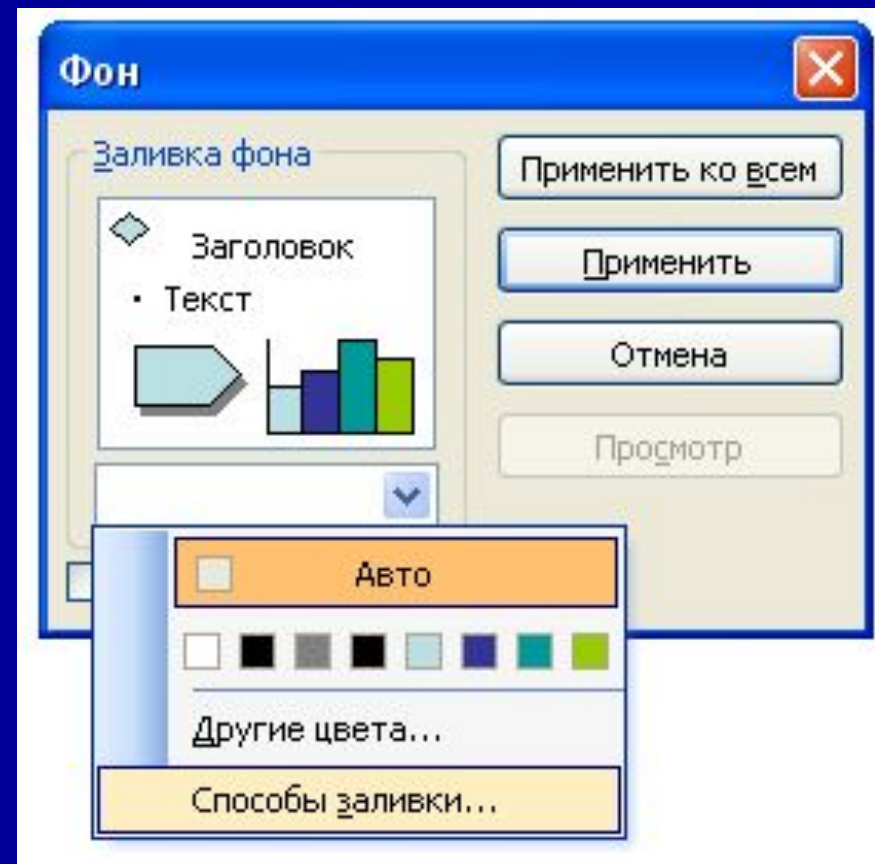 Фон
Заливка фона
Заголовок
· Текст
Применить ко всем
Применить
Отмена
Просмотр
Авто
Другие цвета...
Способы заливки...